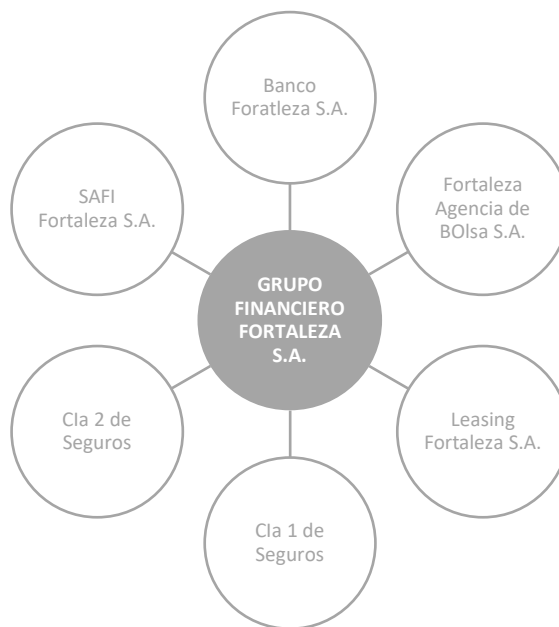 Banco
Foratleza S.A.
SAFI
Fortaleza S.A.
Fortaleza
Agencia de
BOlsa S.A.
GRUPO
FINANCIERO
FORTALEZA
S.A.
CIa 2 de
Seguros
Leasing
Fortaleza S.A.
CIa 1 de
Seguros